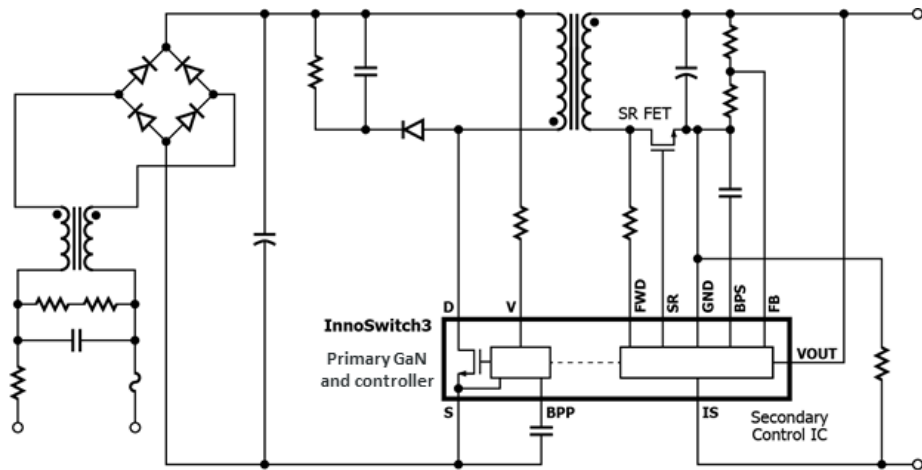 SR FET
FWD
SR
GND
BPS
FB
D
V
InnoSwitch3
Primary GaN
and controller
VOUT
S
BPP
IS
Secondary
Control IC